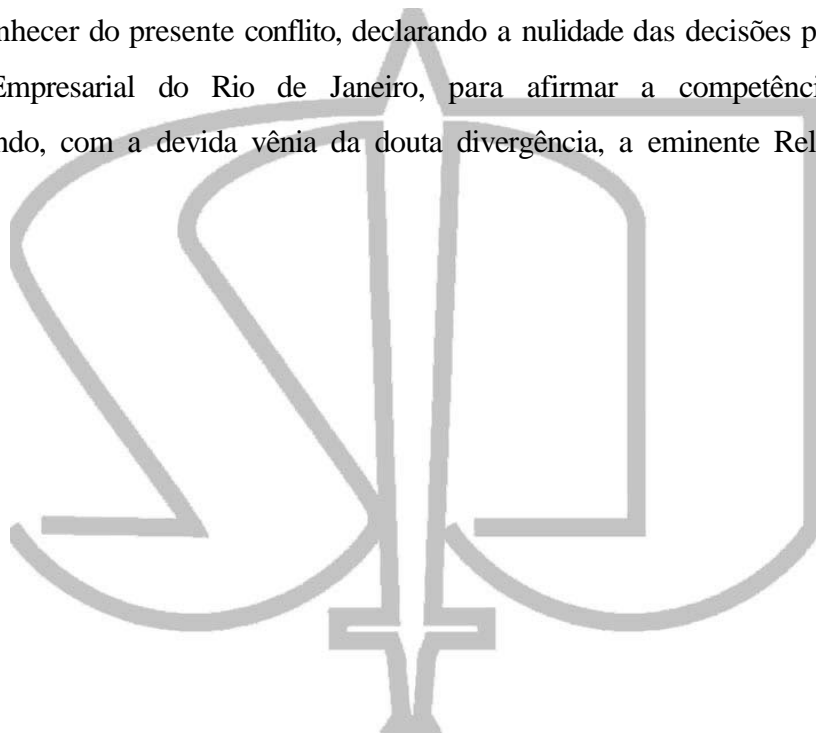 nhecer do presente conflito, declarando a nulidade das decisões p
Empresarial do Rio de Janeiro, para afirmar a competênci
ndo, com a devida vênia da douta divergência, a eminente Rel